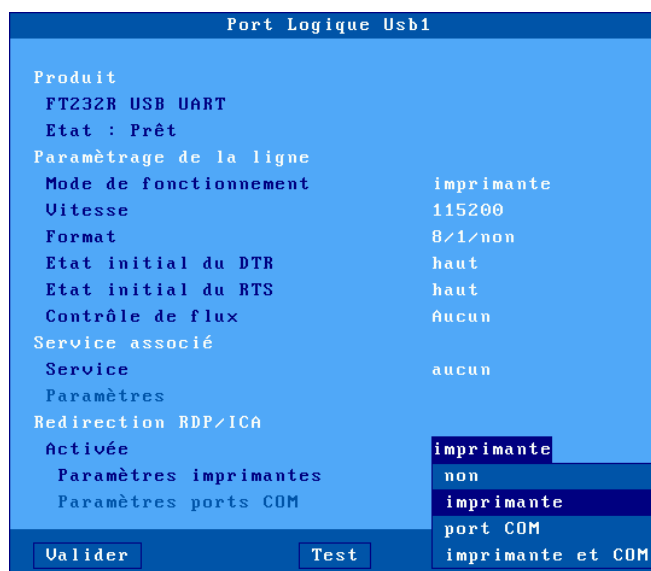 Port Logique Usb1
Produit
FT232R USB UART
Etat : Prêt
Paramètrage de la ligne
Mode de fonctionnement imprimante
Vitesse 115200
Format 8/1/non
Etat initial du DTR haut
Etat initial du RTS haut
Contrôle de flux Aucun
Service associé
Service aucun
Paramètres
Redirection RDP/ICA
Activée imprimante
Paramètres imprimantes non
Paramètres ports COM imprimante
port COM
Valider Test imprimante et COM